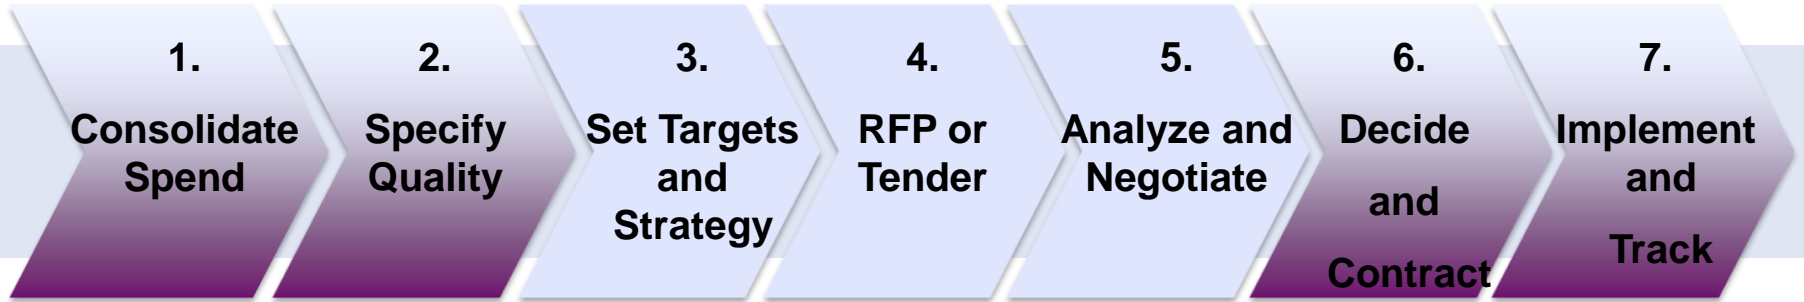 1.
Consolidate
Spend
2.
Specify
Quality
3.
Set Targets
and
Strategy
4.
RFP or
Tender
5.
Analyze and
Negotiate
6.
Decide
and
Contract
7.
Implement
and
Track